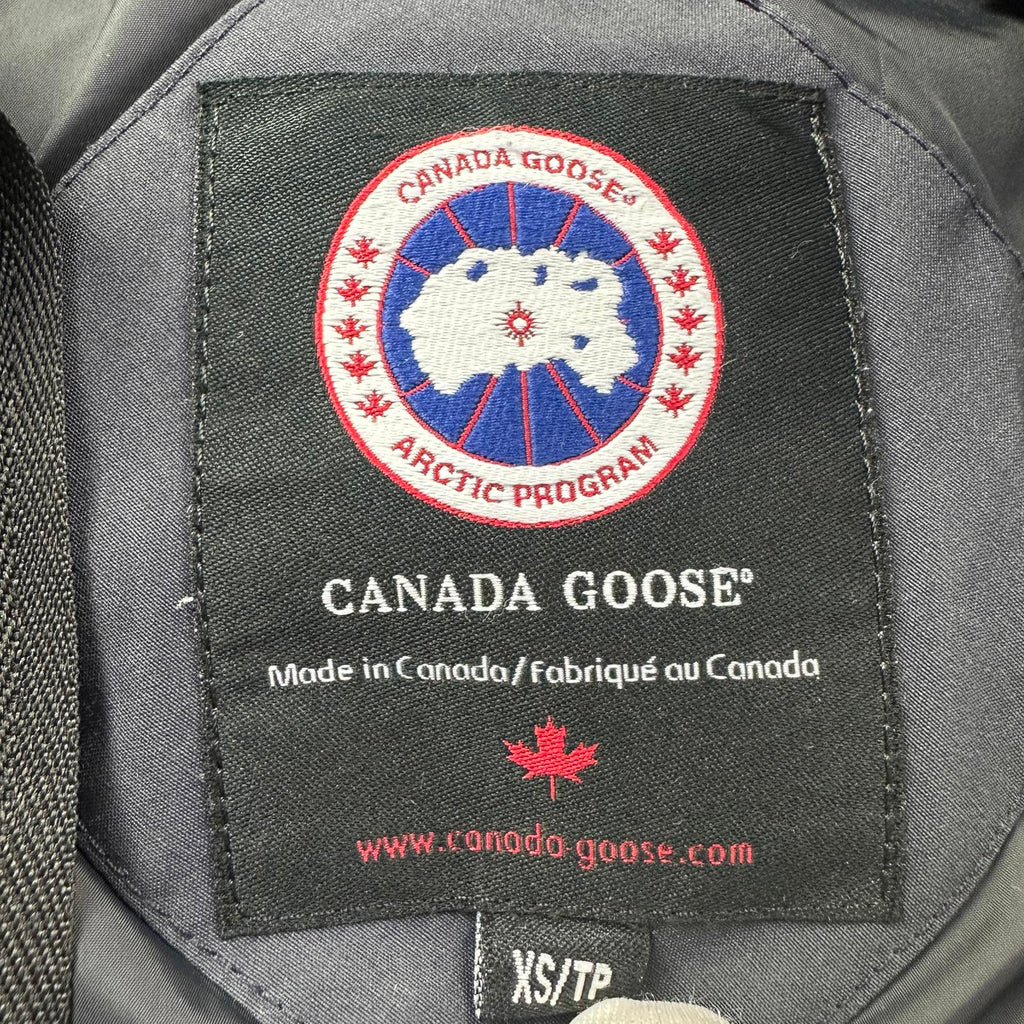 CANADA GOOSE®
ARCTIC PROGRAM
CANADA GOOSE®
Made in Canada/Fabriqué au Canada
www.canada-goose.com
XS/TP